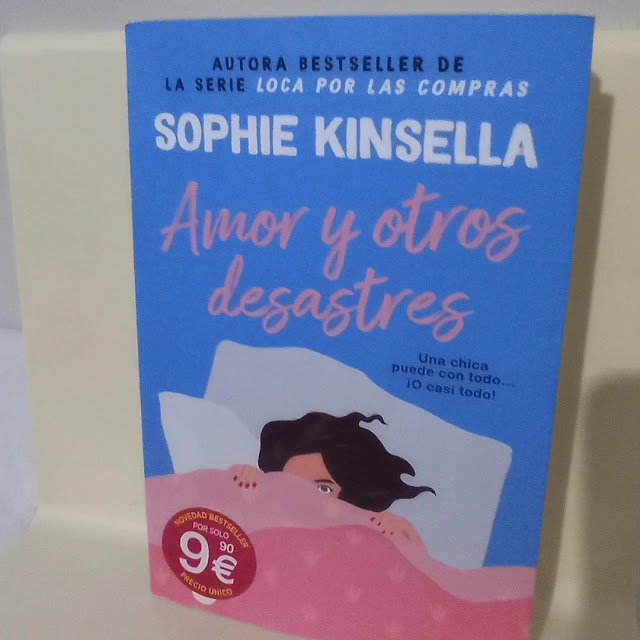 AUTORA BESTSELLER DE
LA SERIE LOCA POR LAS COMPRAS
SOPHIE KINSELLA
Amor y otros
desastres
Una chica
puede con todo...
¡O casi todo!
NOVEDAD BESTSELLER
POR SOLO
9 90 €
PRECIO ÚNICO